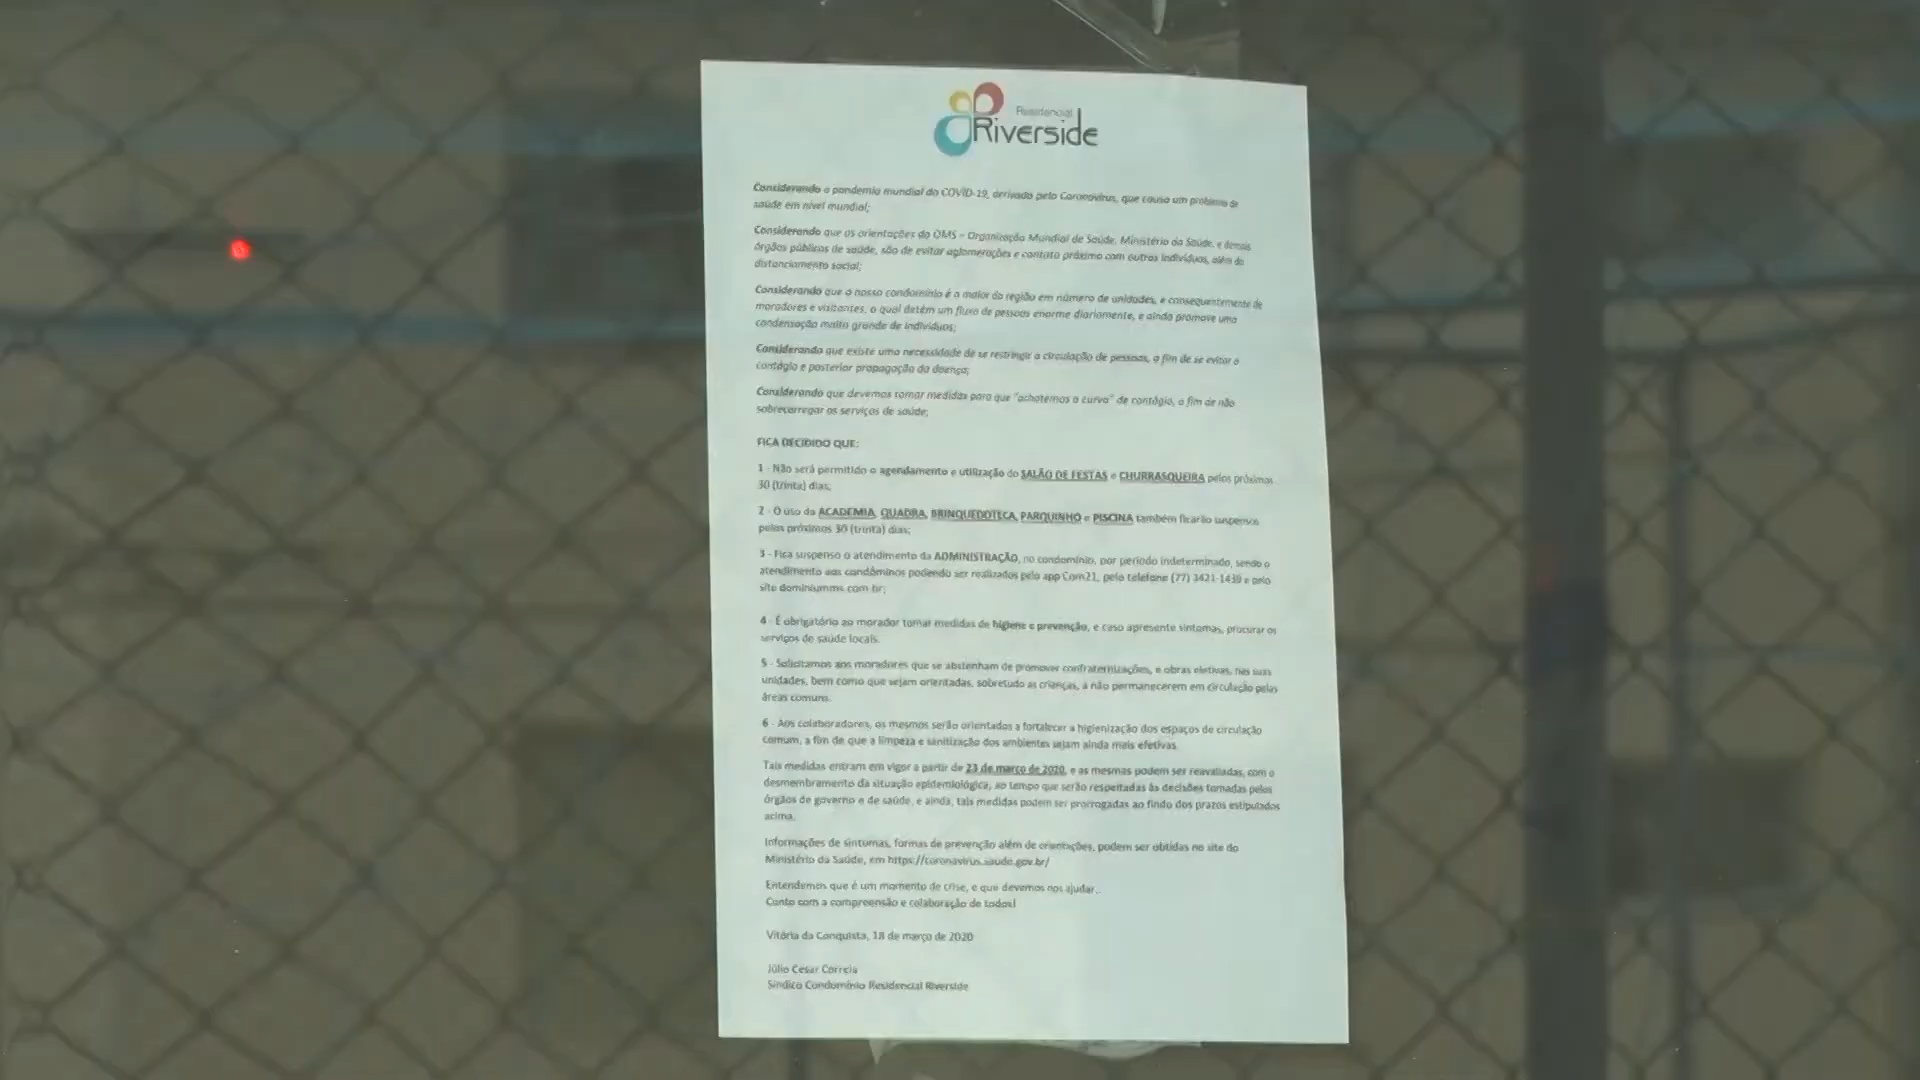 Residencial
Riverside
Considerando a pandemia mundial do COVID-19, derivada pelo Coronavírus, que causa um problema de
saúde em nível mundial;
Considerando que as orientações da OMS – Organização Mundial de Saúde, Ministério da Saúde, e demais
órgãos públicos de saúde, são de evitar aglomerações e contato próximo com outros indivíduos, além do
distanciamento social;
Considerando que o nosso condomínio é o maior da região em número de unidades, e consequentemente de
moradores e visitantes, o qual detém um fluxo de pessoas enorme diariamente, e ainda promove uma
condensação muito grande de indivíduos;
Considerando que existe uma necessidade de se restringir a circulação de pessoas, a fim de se evitar o
contágio e posterior propagação da doença;
Considerando que devemos tomar medidas para que "achatemos a curva" de contágio, a fim de não
sobrecarregar os serviços de saúde;
FICA DECIDIDO QUE:
1 - Não será permitido o agendamento e utilização do SALÃO DE FESTAS e CHURRASQUEIRA pelos próximos
30 (trinta) dias;
2 - O uso da ACADEMIA, QUADRA, BRINQUEDOTECA, PARQUINHO e PISCINA também ficarão suspensos
pelos próximos 30 (trinta) dias;
3 - Fica suspenso o atendimento da ADMINISTRAÇÃO, no condomínio, por período indeterminado, sendo o
atendimento aos condôminos podendo ser realizados pelo app Com21, pelo telefone (77) 3421-1439 e pelo
site dominiumms.com.br;
4 - É obrigatório ao morador tomar medidas de higiene e prevenção, e caso apresente sintomas, procurar os
serviços de saúde locais.
5 - Solicitamos aos moradores que se abstenham de promover confraternizações, e obras eletivas, nas suas
unidades, bem como que sejam orientadas, sobretudo as crianças, a não permanecerem em circulação pelas
áreas comuns.
6 - Aos colaboradores, os mesmos serão orientados a fortalecer a higienização dos espaços de circulação
comum, a fim de que a limpeza e sanitização dos ambientes sejam ainda mais efetivas.
Tais medidas entram em vigor a partir de 23 de março de 2020, e as mesmas podem ser reavaliadas, com o
desmembramento da situação epidemiológica, ao tempo que serão respeitadas às decisões tomadas pelos
órgãos de governo e de saúde, e ainda, tais medidas podem ser prorrogadas ao findo dos prazos estipulados
acima.
Informações de sintomas, formas de prevenção além de orientações, podem ser obtidas no site do
Ministério da Saúde, em https://coronavirus.saude.gov.br/
Entendemos que é um momento de crise, e que devemos nos ajudar..
Conto com a compreensão e colaboração de todos!
Vitória da Conquista, 18 de março de 2020
Júlio Cesar Correia
Síndico Condomínio Residencial Riverside